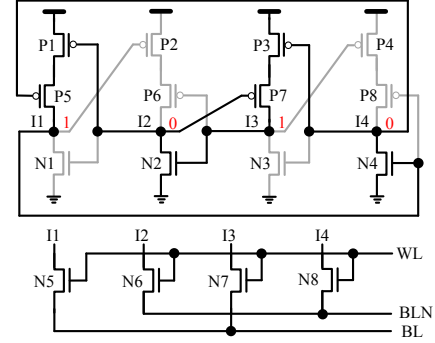 P1 P2 P3 P4
P5 P6 P7 P8
I1 1 I2 0 I3 1 I4 0
N1 N2 N3 N4
I1 I2 I3 I4
WL
N5 N6 N7 N8
BLN
BL